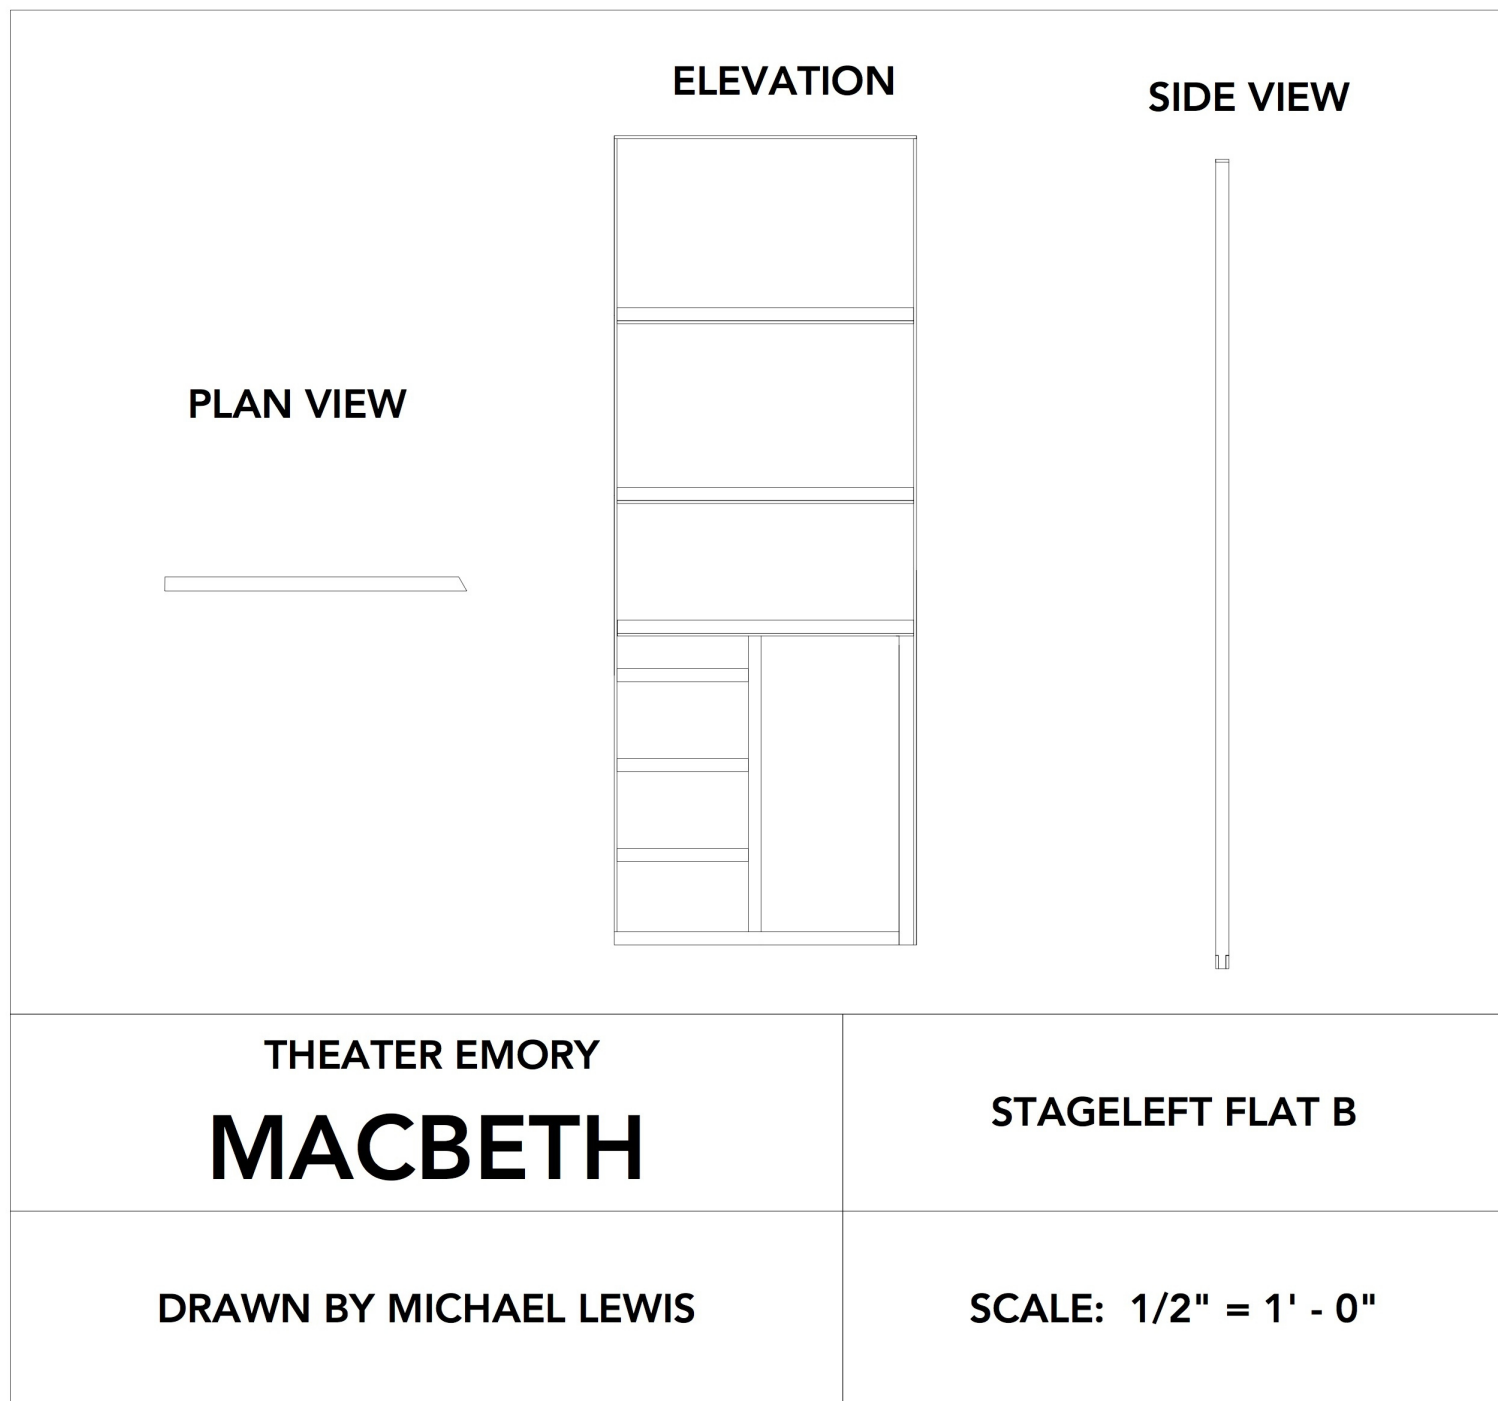 ELEVATION
SIDE VIEW
PLAN VIEW
THEATER EMORY
MACBETH
STAGELEFT FLAT B
DRAWN BY MICHAEL LEWIS
SCALE: 1/2" = 1' - 0"